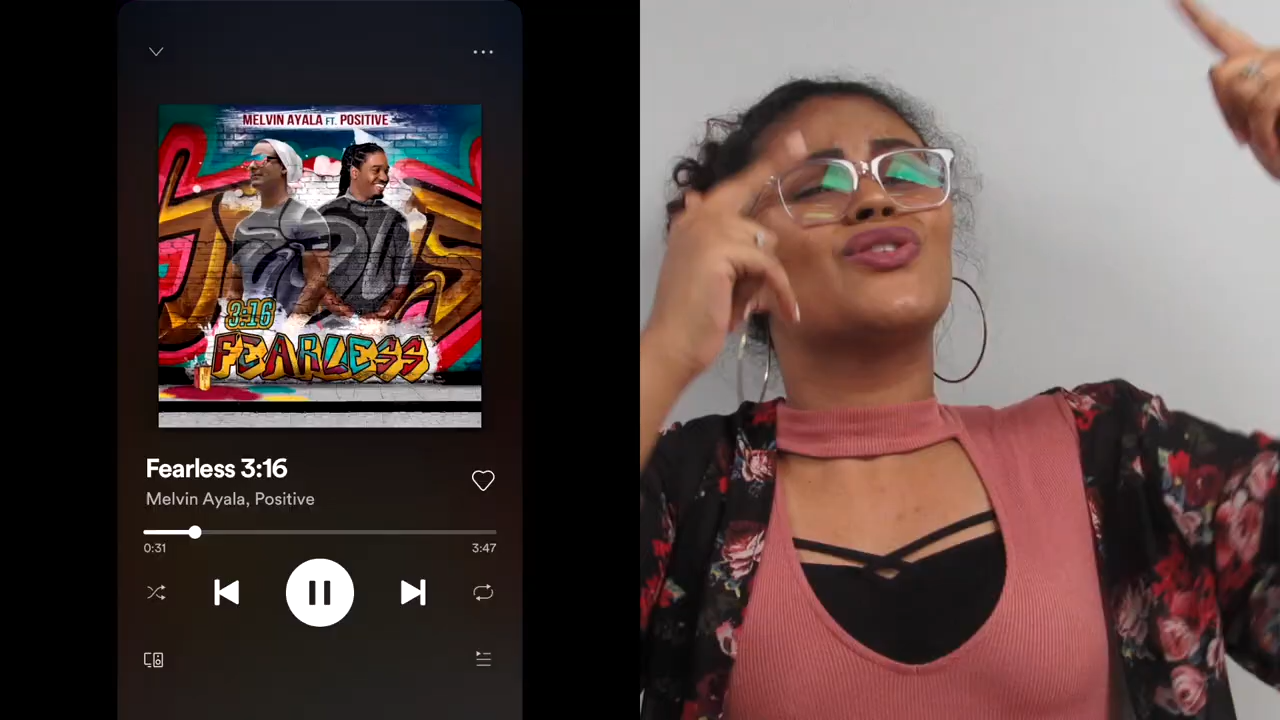 MELVIN AYALA FT. POSITIVE
3:16
FEARLESS
Fearless 3:16
Melvin Ayala, Positive
0:31
3:47